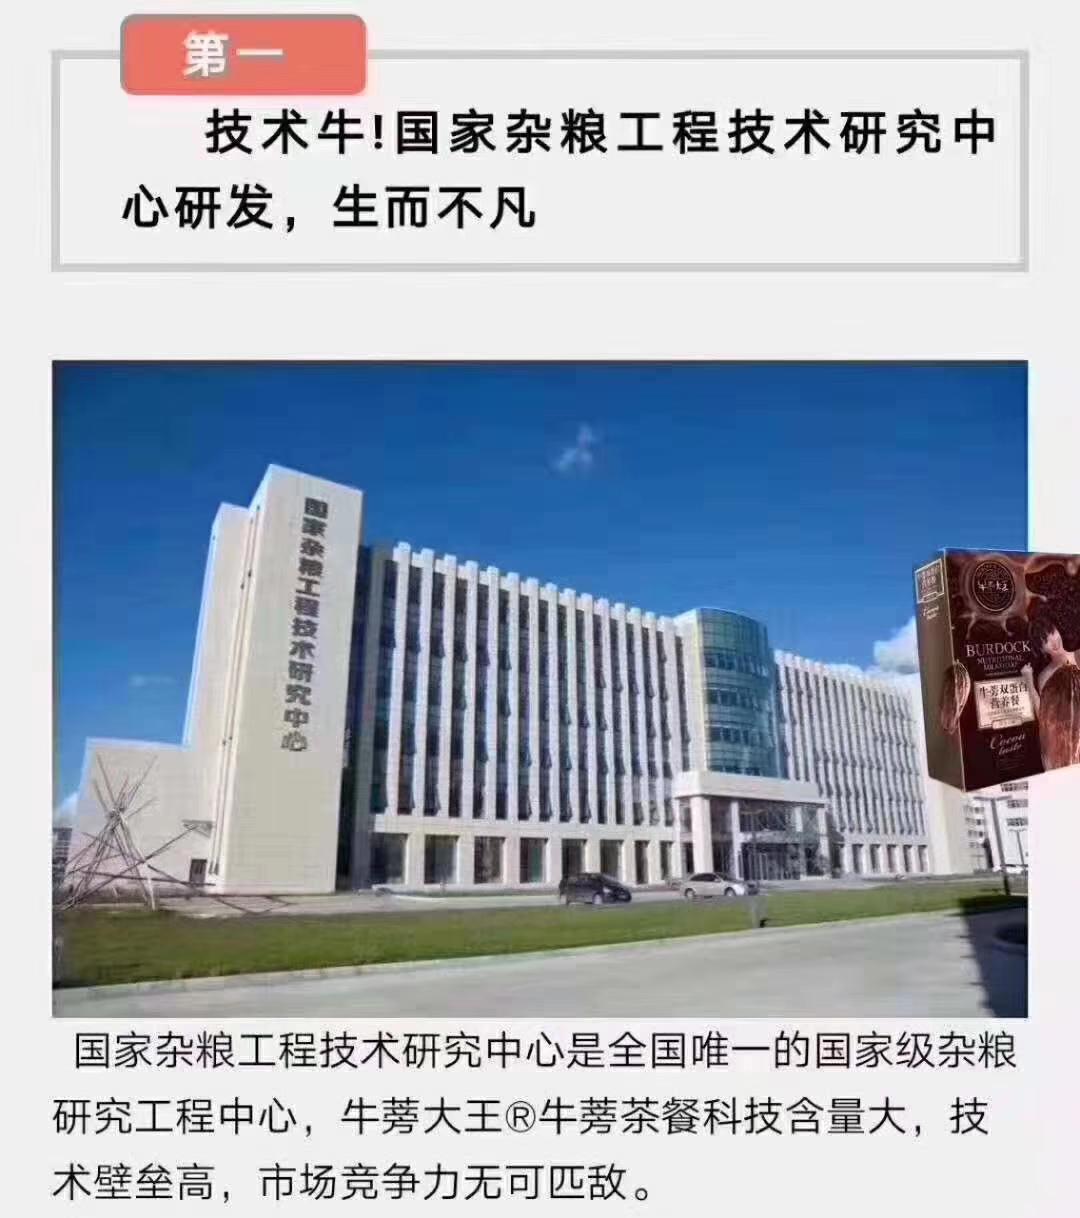 第一
技术牛!国家杂粮工程技术研究中
心研发，生而不凡
国家杂粮工程技术研究中心
BURDOCK
NUTRITIONAL
牛蒡双蛋白
营养餐
Cocoa
taste
国家杂粮工程技术研究中心是全国唯一的国家级杂粮
研究工程中心，牛蒡大王®牛蒡茶餐科技含量大，技
术壁垒高，市场竞争力无可匹敌。